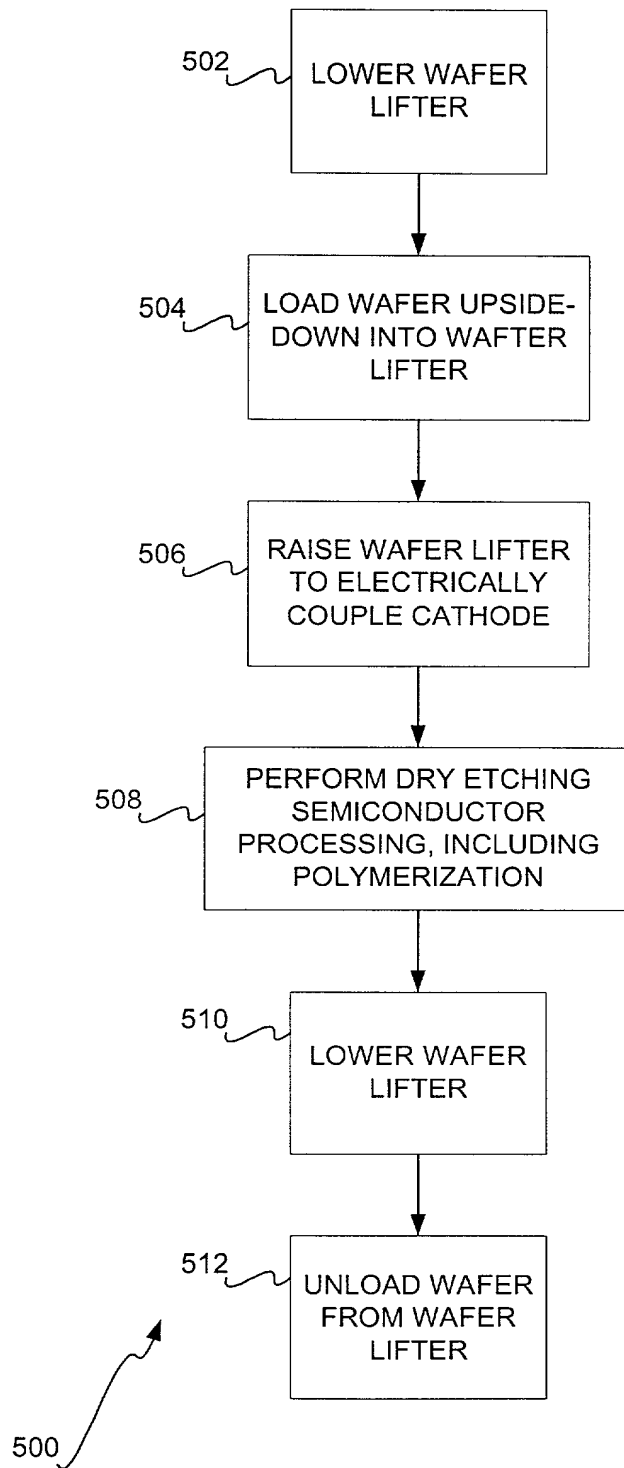 502
LOWER WAFER
LIFTER
504
LOAD WAFER UPSIDE-
DOWN INTO WAFTER
LIFTER
506
RAISE WAFER LIFTER
TO ELECTRICALLY
COUPLE CATHODE
508
PERFORM DRY ETCHING
SEMICONDUCTOR
PROCESSING, INCLUDING
POLYMERIZATION
510
LOWER WAFER
LIFTER
512
UNLOAD WAFER
FROM WAFER
LIFTER
500